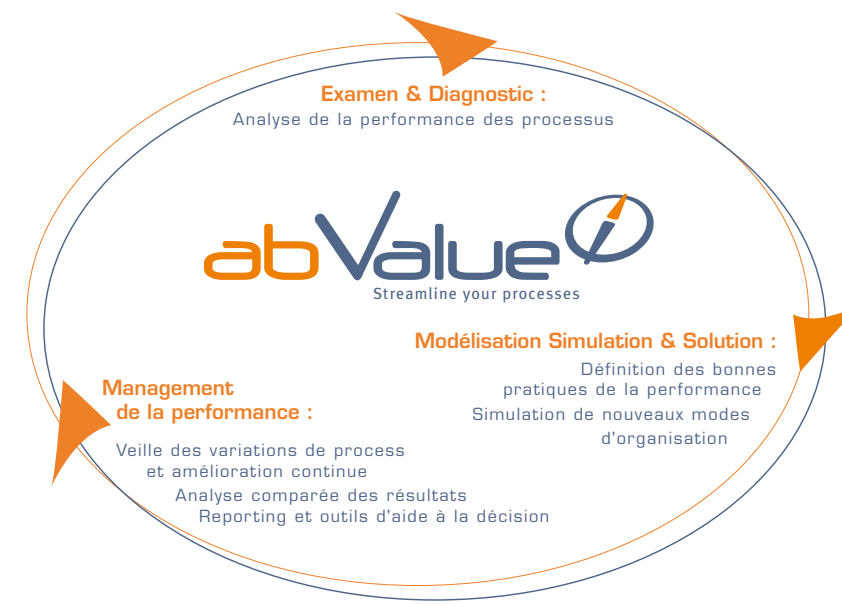 Examen & Diagnostic :
Analyse de la performance des processus
abValue
Streamline your processes
Modélisation Simulation & Solution :
Définition des bonnes
pratiques de la performance
Simulation de nouveaux modes
d'organisation
Management
de la performance :
Veille des variations de process
et amélioration continue
Analyse comparée des résultats
Reporting et outils d'aide à la décision